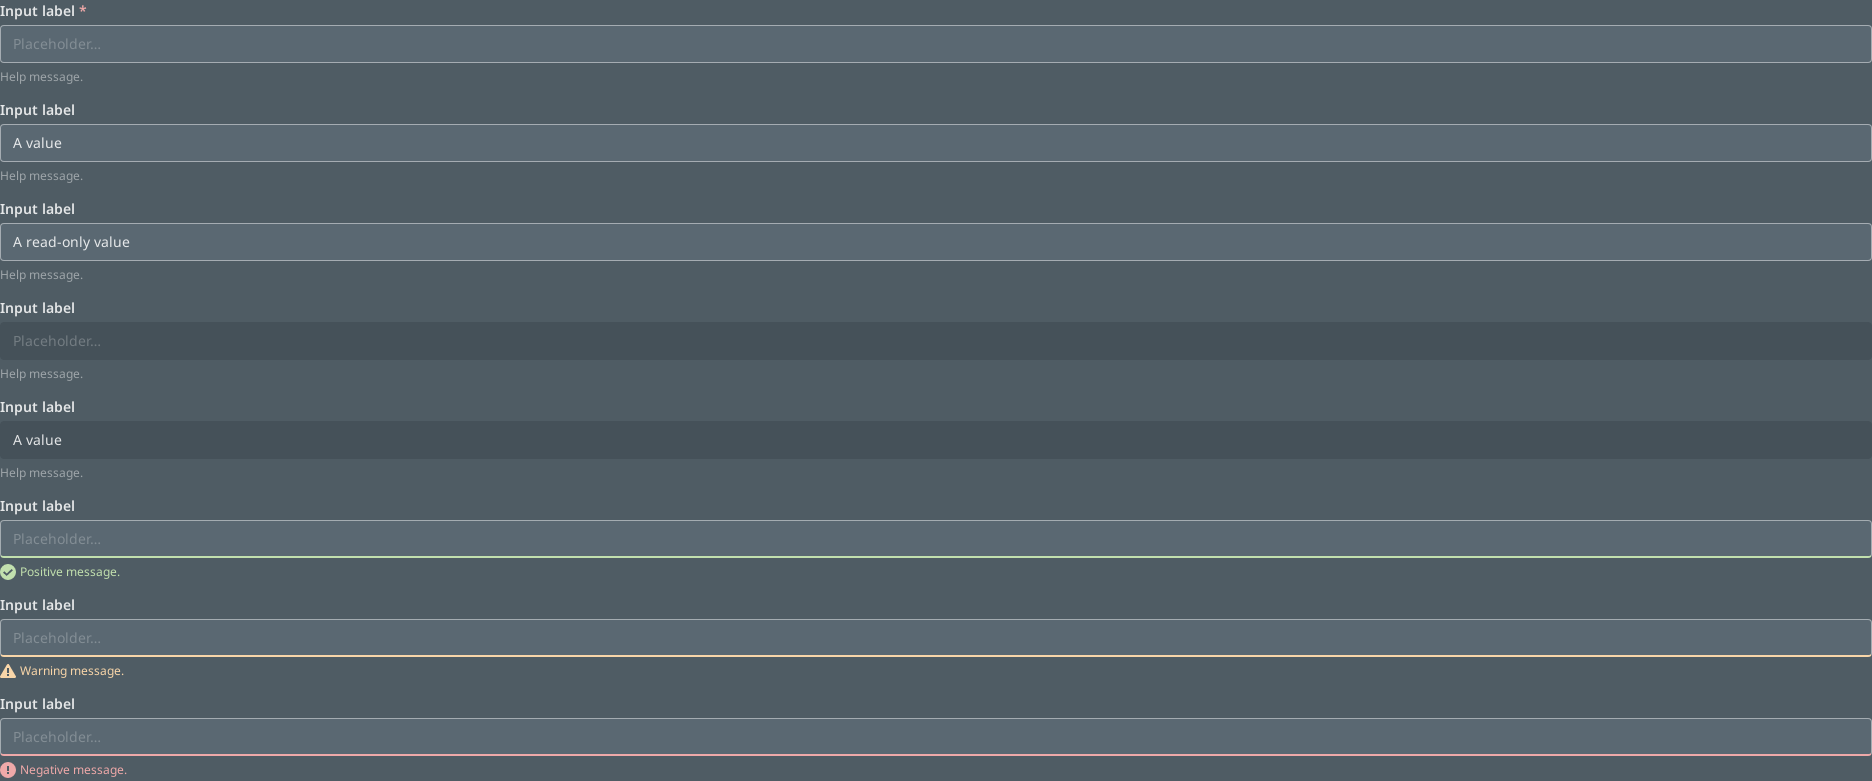 Input label *
Placeholder...
Help message.
Input label
A value
Help message.
Input label
A read-only value
Help message.
Input label
Placeholder...
Help message.
Input label
A value
Help message.
Input label
Placeholder...
Positive message.
Input label
Placeholder...
Warning message.
Input label
Placeholder...
Negative message.